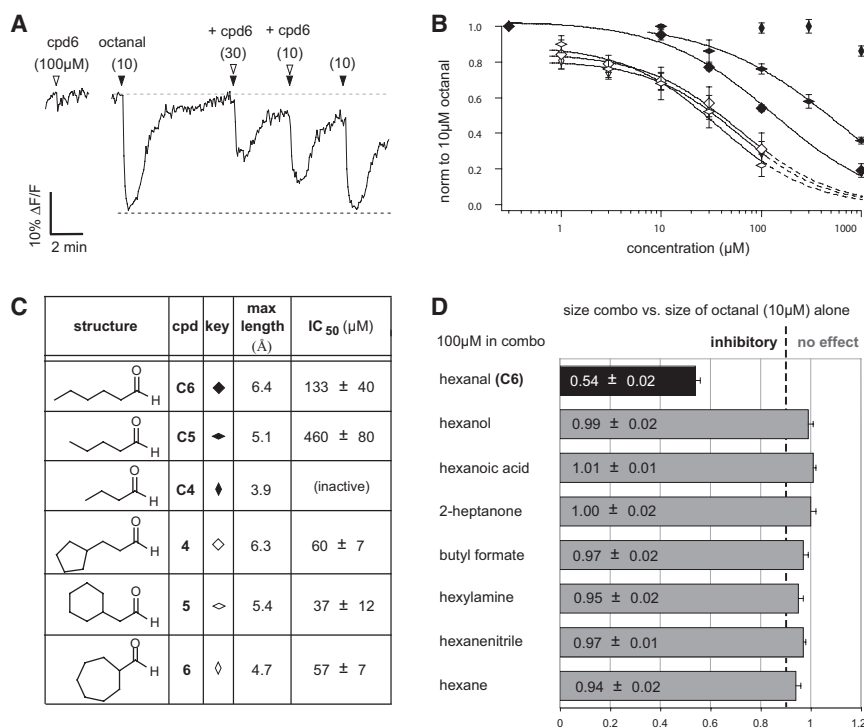 A
cpd6
(100μM)
octanal
(10)
+ cpd6
(30)
+ cpd6
(10)
(10)
10% ΔF/F
2 min
B
norm to 10μM octanal
1.0
0.8
0.6
0.4
0.2
0.0
1
10
100
1000
concentration (μM)
C
structure cpd key max length (Å) IC 50 (μM)
O H C6 6.4 133 ± 40
O H C5 5.1 460 ± 80
O H C4 3.9 (inactive)
O H 4 6.3 60 ± 7
O H 5 5.4 37 ± 12
O H 6 4.7 57 ± 7
D
size combo vs. size of octanal (10μM) alone
100μM in combo inhibitory no effect
hexanal (C6) 0.54 ± 0.02
hexanol 0.99 ± 0.02
hexanoic acid 1.01 ± 0.01
2-heptanone 1.00 ± 0.02
butyl formate 0.97 ± 0.02
hexylamine 0.95 ± 0.02
hexanenitrile 0.97 ± 0.01
hexane 0.94 ± 0.02
0 0.2 0.4 0.6 0.8 1 1.2